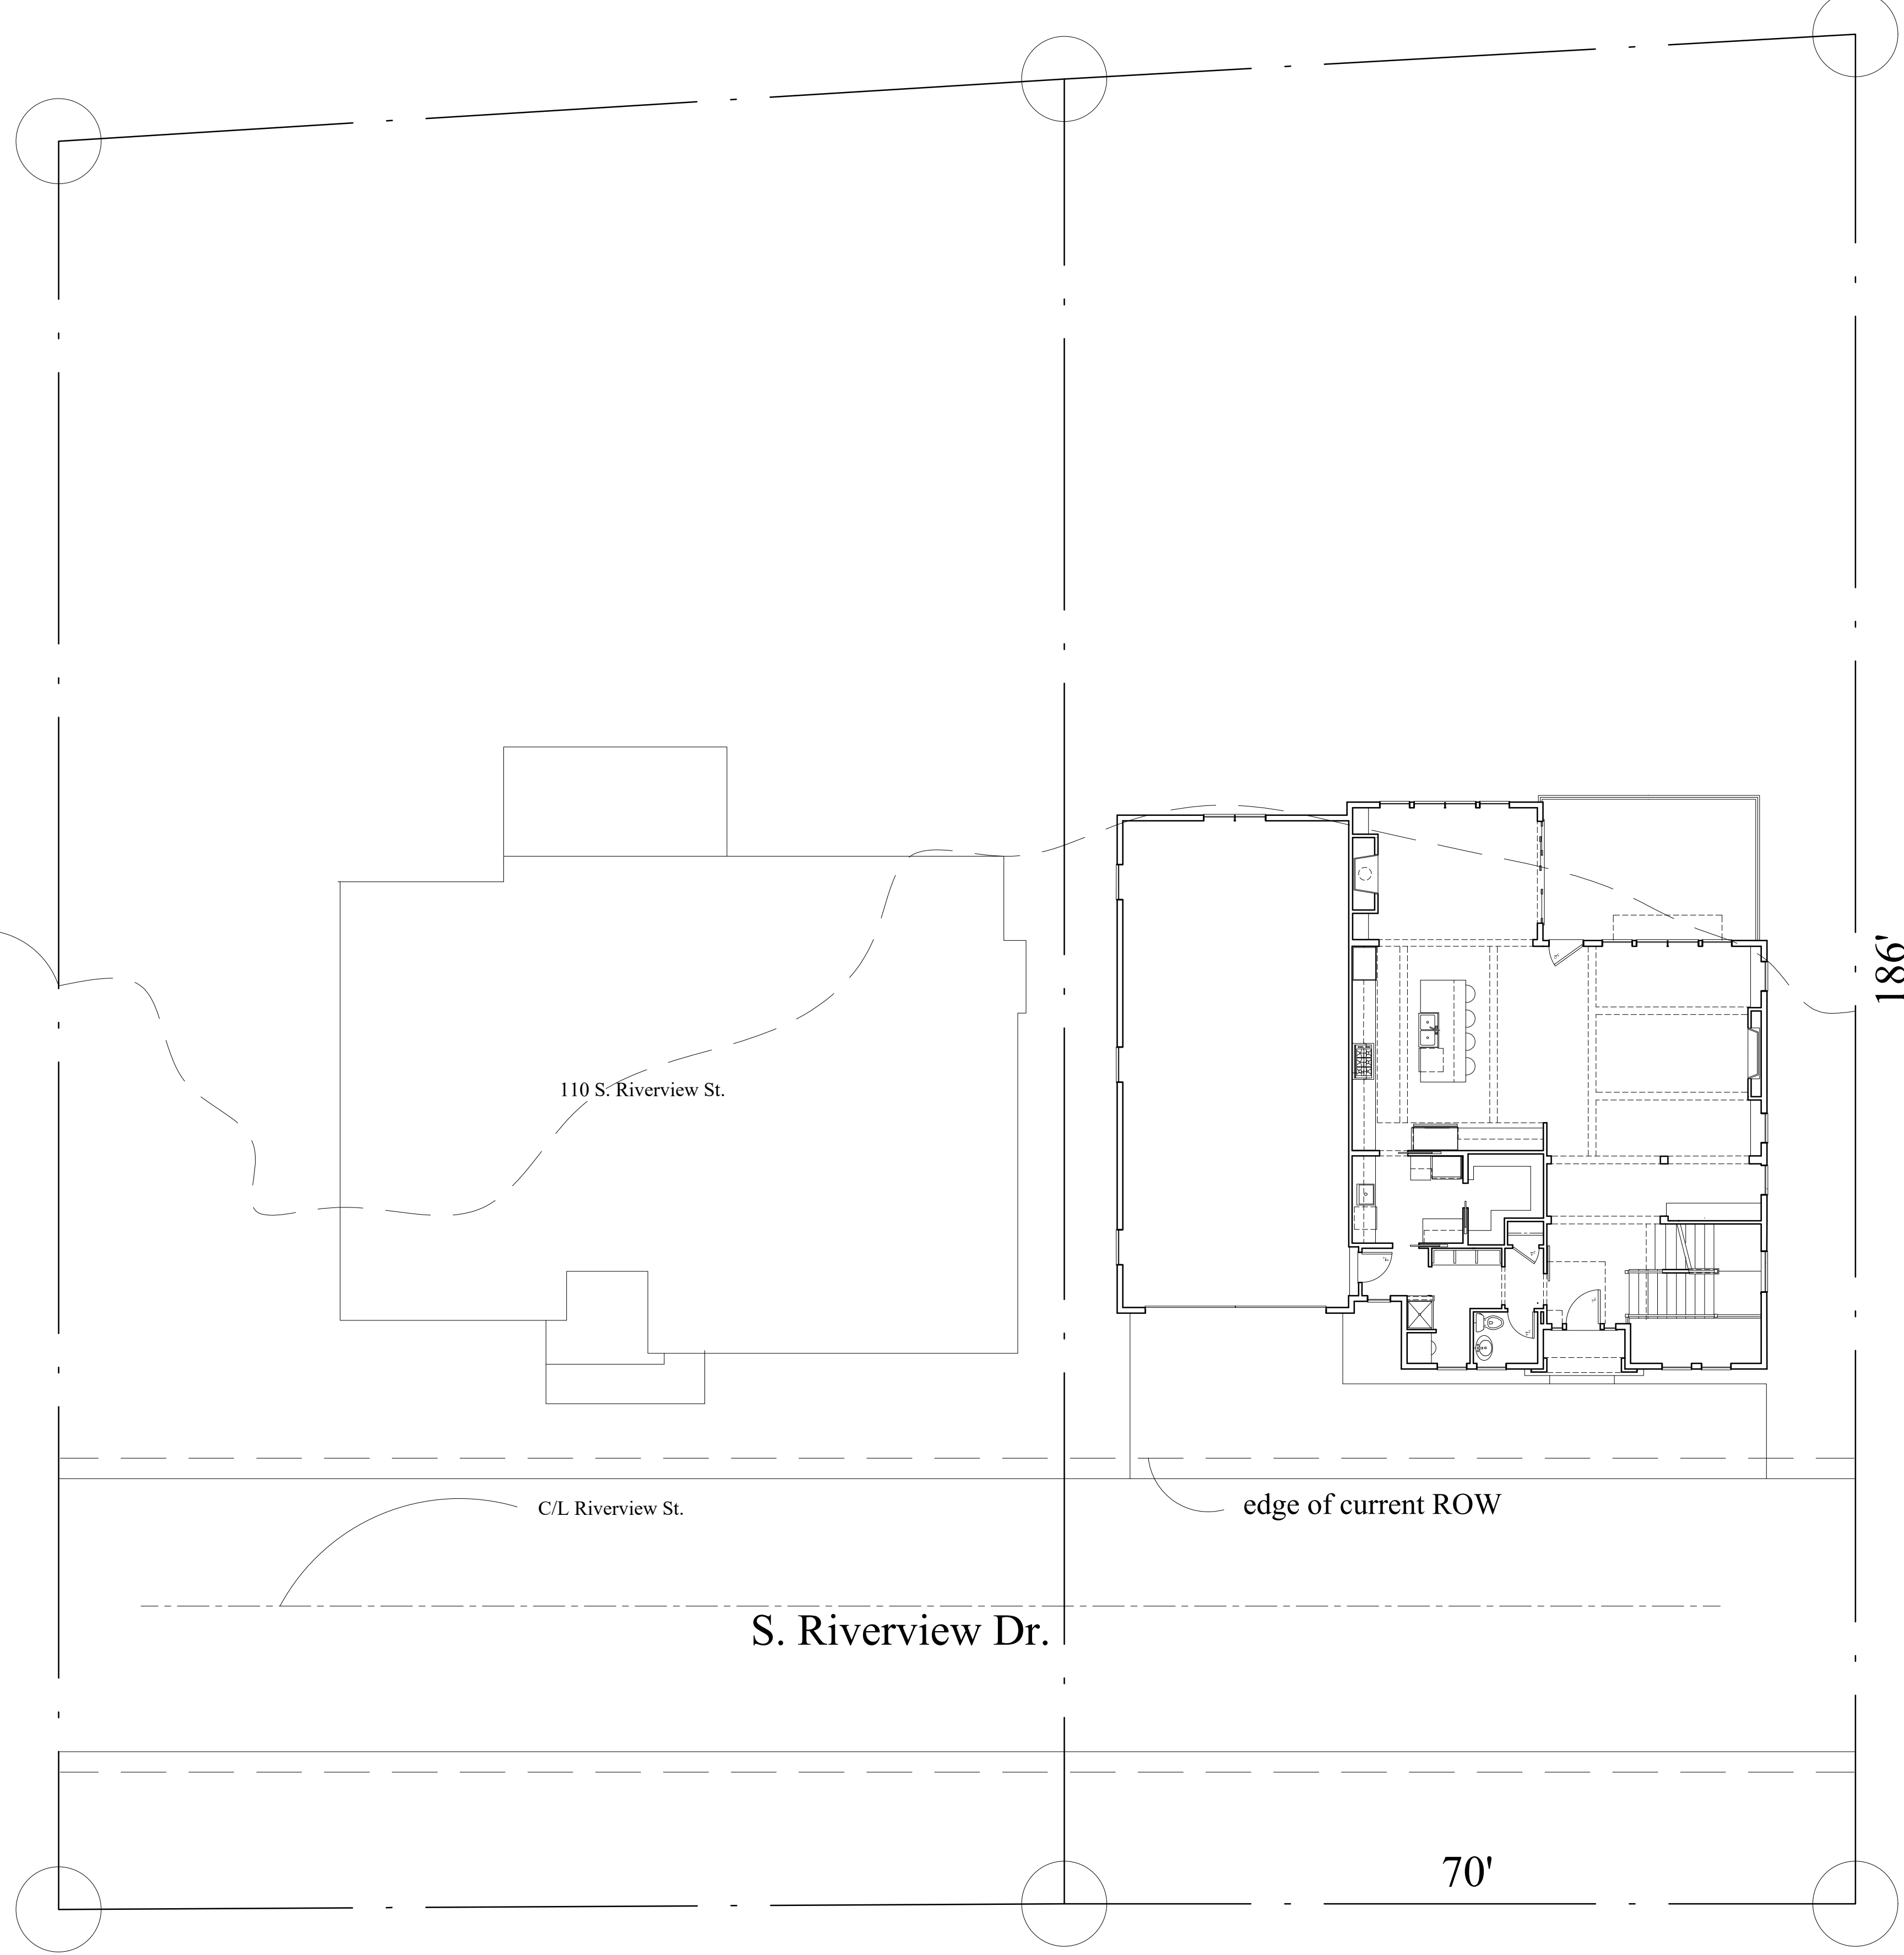 186'
110 S. Riverview St.
C/L Riverview St.
edge of current ROW
S. Riverview Dr.
70'